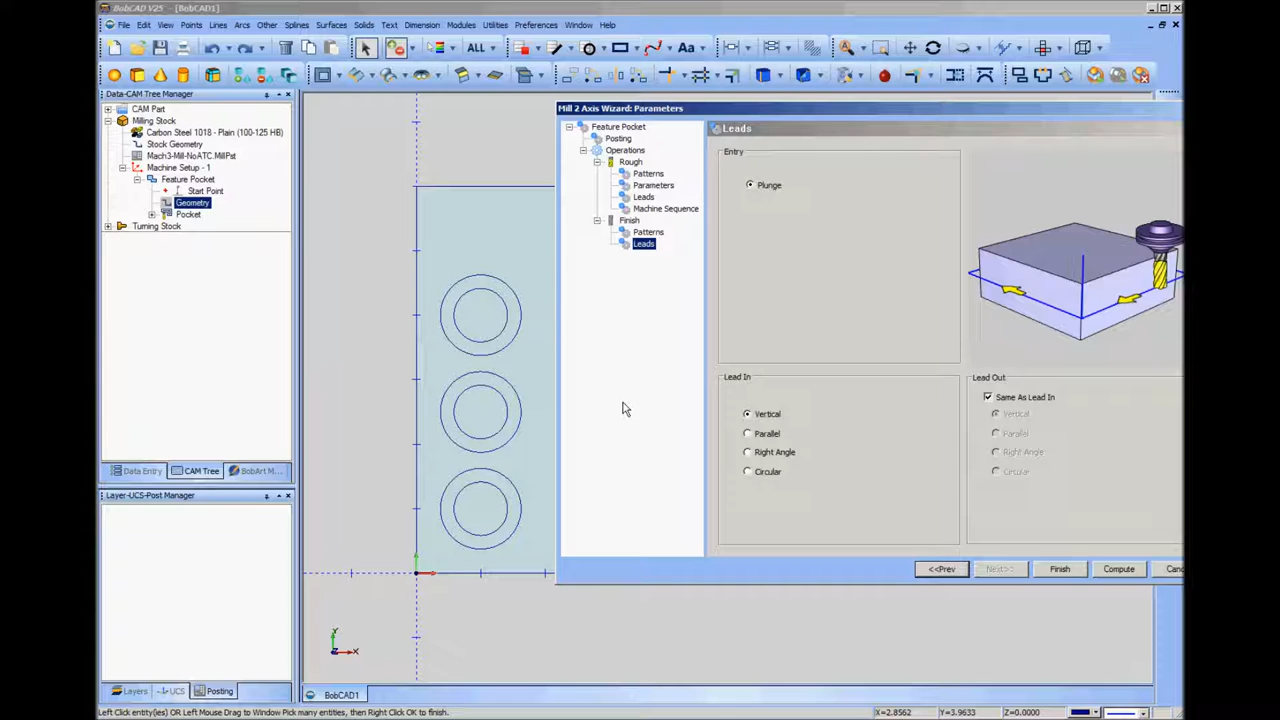 BobCAD V25 - [BobCAD1]
File Edit View Points Lines Arcs Other Splines Surfaces Solids Text Dimension Modules Utilities Preferences Window Help
ALL
Aa
Data-CAM Tree Manager
CAM Part
Milling Stock
Carbon Steel 1018 - Plain (100-125 HB)
Stock Geometry
Mach3-Mill-NoATC.MillPst
Machine Setup - 1
Feature Pocket
Start Point
Geometry
Pocket
Turning Stock
Data Entry CAM Tree BobArt M...
Layer-UCS-Post Manager
Layers UCS Posting
Mill 2 Axis Wizard: Parameters
Feature Pocket
Posting
Operations
Rough
Patterns
Parameters
Leads
Machine Sequence
Finish
Patterns
Leads
Leads
Entry
Plunge
Lead In
Vertical
Parallel
Right Angle
Circular
Lead Out
Same As Lead In
Vertical
Parallel
Right Angle
Circular
<<Prev Next>> Finish Compute Canc
Y
Z X
BobCAD1
Left Click entity(ies) OR Left Mouse Drag to Window Pick many entities, then Right Click OK to finish.
X=2.8562 Y=3.9633 Z=0.0000